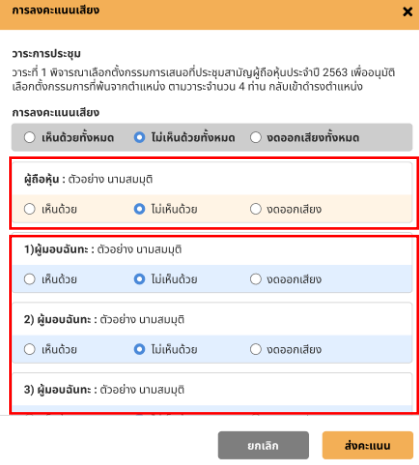 การลงคะแนนเสียง
วาระการประชุม
วาระที่ 1 พิจารณาเลือกตั้งกรรมการเสนอที่ประชุมสามัญผู้ถือหุ้นประจำปี 2563 เพื่ออนุมัติ
เลือกตั้งกรรมการที่พ้นจากตำแหน่ง ตามวาระจำนวน 4 ท่าน กลับเข้าดำรงตำแหน่ง
การลงคะแนนเสียง
เห็นด้วยทั้งหมด ไม่เห็นด้วยทั้งหมด งดออกเสียงทั้งหมด
ผู้ถือหุ้น : ตัวอย่าง นามสมมุติ
เห็นด้วย ไม่เห็นด้วย งดออกเสียง
1)ผู้มอบฉันทะ : ตัวอย่าง นามสมมุติ
เห็นด้วย ไม่เห็นด้วย งดออกเสียง
2) ผู้มอบฉันทะ : ตัวอย่าง นามสมมุติ
เห็นด้วย ไม่เห็นด้วย งดออกเสียง
3) ผู้มอบฉันทะ : ตัวอย่าง นามสมมุติ
ยกเลิก ส่งคะแนน